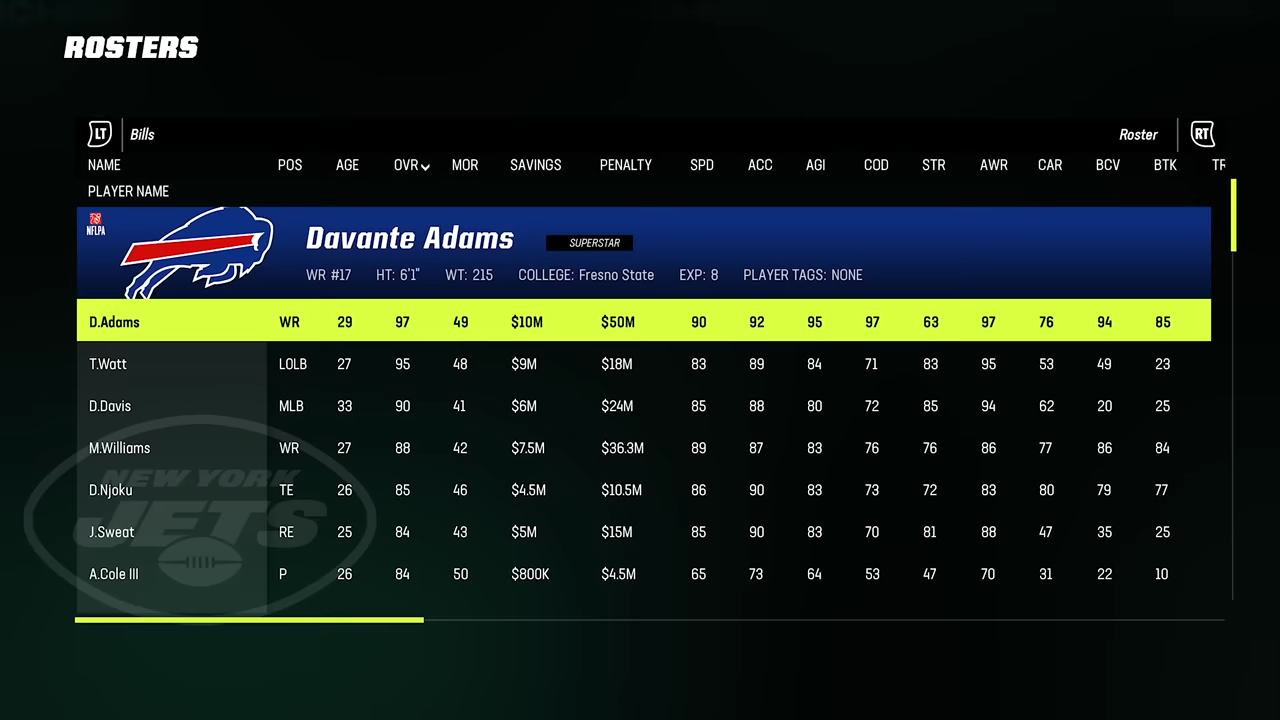 ROSTERS
LT Bills Roster RT
NAME POS AGE OVR MOR SAVINGS PENALTY SPD ACC AGI COD STR AWR CAR BCV BTK TR
PLAYER NAME
NFLPA
Davante Adams SUPERSTAR
WR #17 HT: 6'1" WT: 215 COLLEGE: Fresno State EXP: 8 PLAYER TAGS: NONE
D.Adams WR 29 97 49 $10M $50M 90 92 95 97 63 97 76 94 85
T.Watt LOLB 27 95 48 $9M $18M 83 89 84 71 83 95 53 49 23
D.Davis MLB 33 90 41 $6M $24M 85 88 80 72 85 94 62 20 25
M.Williams WR 27 88 42 $7.5M $36.3M 89 87 83 76 76 86 77 86 84
D.Njoku TE 26 85 46 $4.5M $10.5M 86 90 83 73 72 83 80 79 77
J.Sweat RE 25 84 43 $5M $15M 85 90 83 70 81 88 47 35 25
A.Cole III P 26 84 50 $800K $4.5M 65 73 64 53 47 70 31 22 10
NEW YORK
JETS